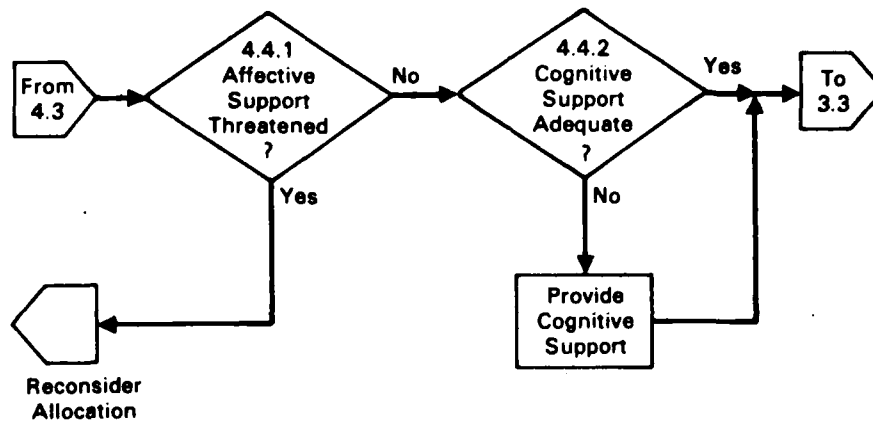 From
4.3
4.4.1
Affective
Support
Threatened
?
No
Yes
4.4.2
Cognitive
Support
Adequate
?
Yes
No
To
3.3
Provide
Cognitive
Support
Reconsider
Allocation